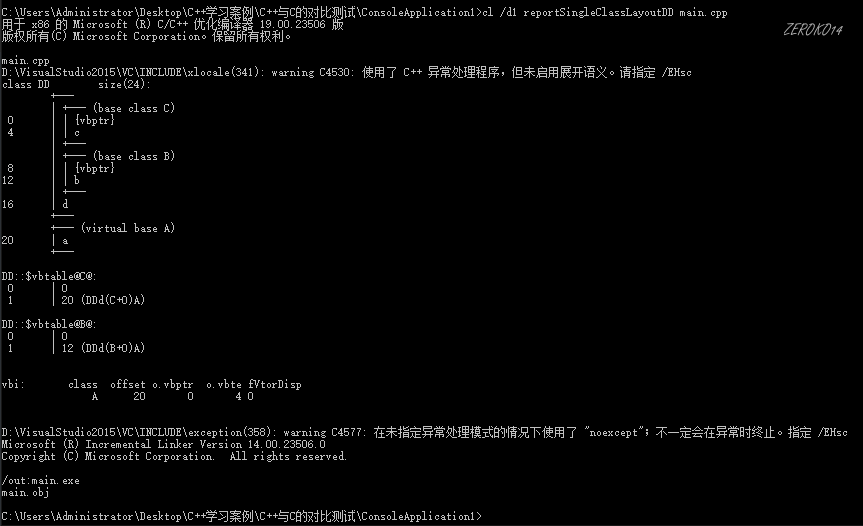 C:\Users\Administrator\Desktop\C++学习案例\C++与C的对比测试\ConsoleApplication1>cl /d1 reportSingleClassLayoutDD main.cpp
用于 x86 的 Microsoft (R) C/C++ 优化编译器 19.00.23506 版
版权所有(C) Microsoft Corporation。保留所有权利。
ZEROKO14
main.cpp
D:\VisualStudio2015\VC\INCLUDE\xlocale(341): warning C4530: 使用了 C++ 异常处理程序，但未启用展开语义。请指定 /EHsc
class DD        size(24):
        +---
        | +--- (base class C)
 0      | | {vbptr}
 4      | | c
        | +---
        | +--- (base class B)
 8      | | {vbptr}
12      | | b
        | +---
16      | d
        +---
        +--- (virtual base A)
20      | a
        +---
DD::$vbtable@C@:
 0      | 0
 1      | 20 (DDd(C+0)A)
DD::$vbtable@B@:
 0      | 0
 1      | 12 (DDd(B+0)A)
vbi:       class  offset o.vbptr  o.vbte fVtorDisp
               A      20       0       4 0
D:\VisualStudio2015\VC\INCLUDE\exception(358): warning C4577: 在未指定异常处理模式的情况下使用了 "noexcept"；不一定会在异常时终止。指定 /EHsc
Microsoft (R) Incremental Linker Version 14.00.23506.0
Copyright (C) Microsoft Corporation.  All rights reserved.
/out:main.exe
main.obj
C:\Users\Administrator\Desktop\C++学习案例\C++与C的对比测试\ConsoleApplication1>